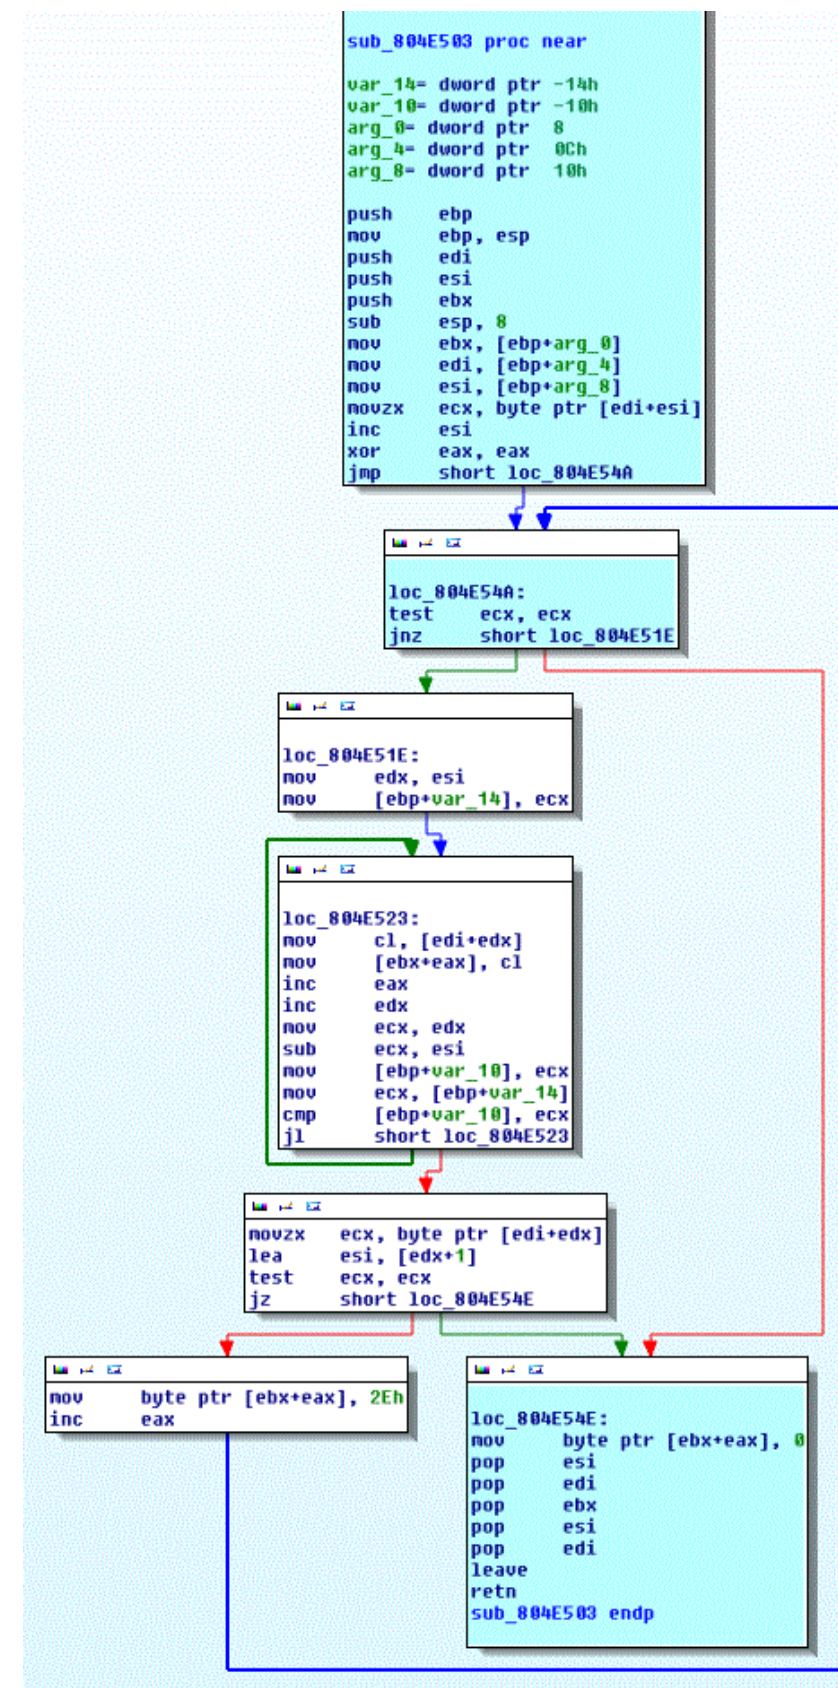 sub_804E503 proc near
var_14= dword ptr -14h
var_10= dword ptr -10h
arg_0= dword ptr  8
arg_4= dword ptr  0Ch
arg_8= dword ptr  10h
push    ebp
mov     ebp, esp
push    edi
push    esi
push    ebx
sub     esp, 8
mov     ebx, [ebp+arg_0]
mov     edi, [ebp+arg_4]
mov     esi, [ebp+arg_8]
movzx   ecx, byte ptr [edi+esi]
inc     esi
xor     eax, eax
jmp     short loc_804E54A
loc_804E54A:
test    ecx, ecx
jnz     short loc_804E51E
loc_804E51E:
mov     edx, esi
mov     [ebp+var_14], ecx
loc_804E523:
mov     cl, [edi+edx]
mov     [ebx+eax], cl
inc     eax
inc     edx
mov     ecx, edx
sub     ecx, esi
mov     [ebp+var_10], ecx
mov     ecx, [ebp+var_14]
cmp     [ebp+var_10], ecx
jl      short loc_804E523
movzx   ecx, byte ptr [edi+edx]
lea     esi, [edx+1]
test    ecx, ecx
jz      short loc_804E54E
mov     byte ptr [ebx+eax], 2Eh
inc     eax
loc_804E54E:
mov     byte ptr [ebx+eax], 0
pop     esi
pop     edi
pop     ebx
pop     esi
pop     edi
leave
retn
sub_804E503 endp